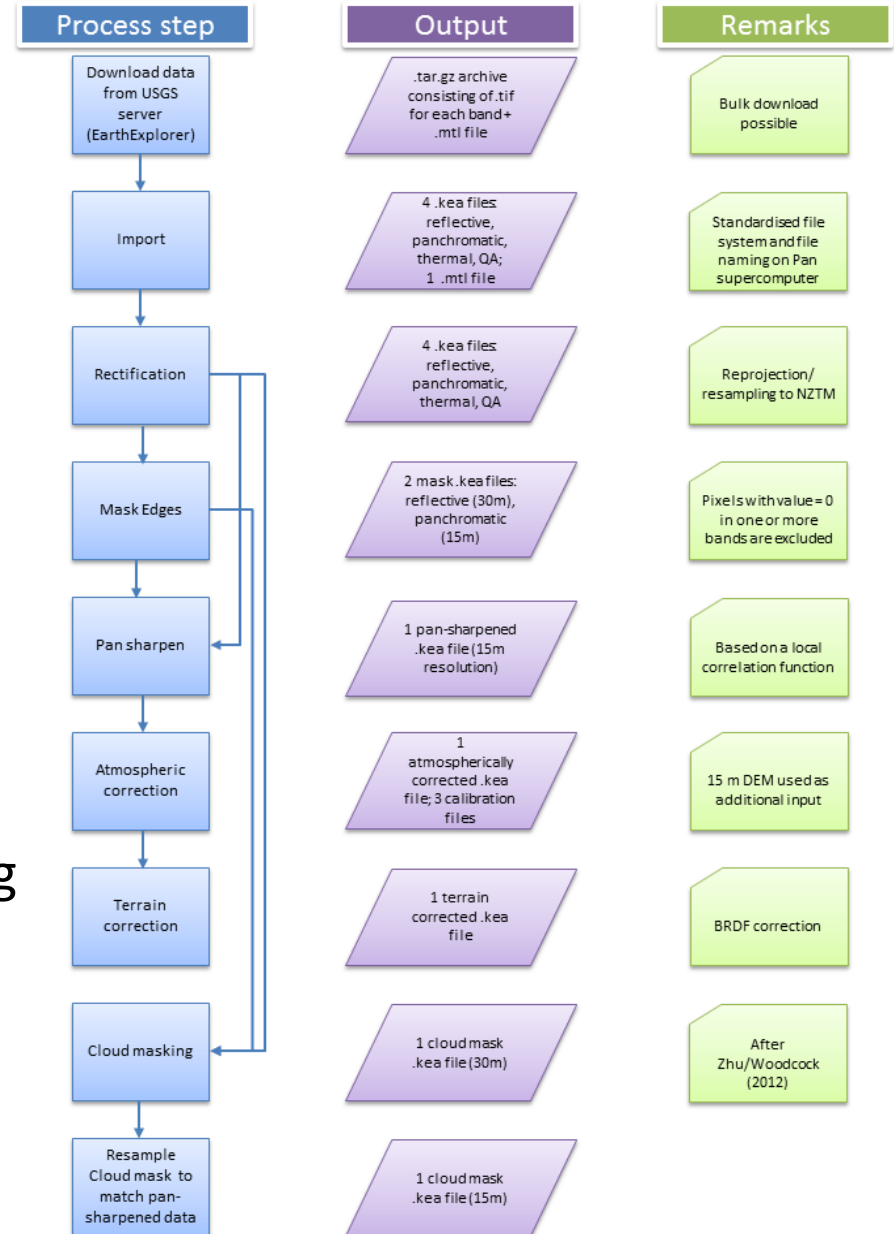 Process step
Output
Remarks
Download data
from USGS
server
(EarthExplorer)
.tar.gz archive
consisting of .tif
for each band +
.mtl file
Bulk download
possible
Import
4 .kea files:
reflective,
panchromatic,
thermal, QA;
1 .mtl file
Standardised file
system and file
naming on Pan
supercomputer
Rectification
4 .kea files:
reflective,
panchromatic,
thermal, QA
Reprojection/
resampling to NZTM
Mask Edges
2 mask .kea files:
reflective (30m),
panchromatic
(15m)
Pixels with value = 0
in one or more
bands are excluded
Pan sharpen
1 pan-sharpened
.kea file (15m
resolution)
Based on a local
correlation function
Atmospheric
correction
1
atmospherically
corrected .kea
file; 3 calibration
files
15 m DEM used as
additional input
g
Terrain
correction
1 terrain
corrected .kea
file
BRDF correction
Cloud masking
1 cloud mask
.kea file (30m)
After
Zhu/Woodcock
(2012)
Resample
Cloud mask to
match pan-
sharpened data
1 cloud mask
.kea file (15m)